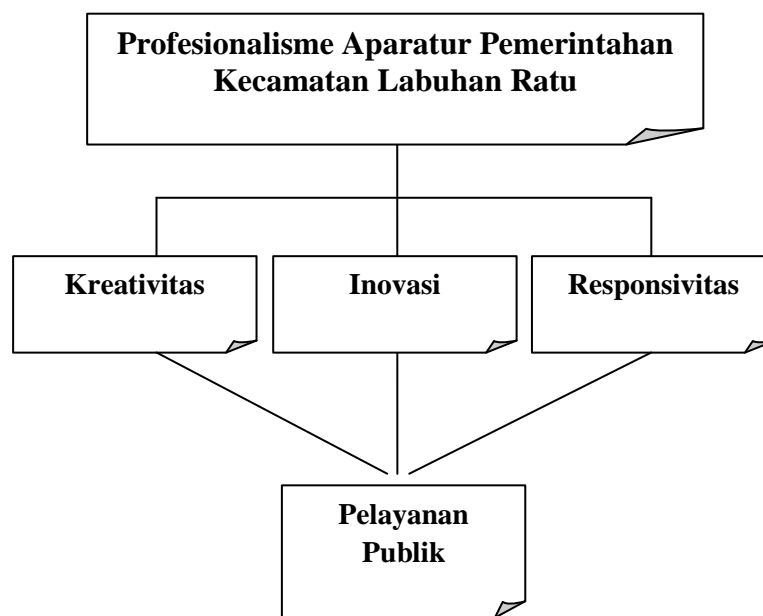 Profesionalisme Aparatur Pemerintahan
Kecamatan Labuhan Ratu
Kreativitas
Inovasi
Responsivitas
Pelayanan
Publik